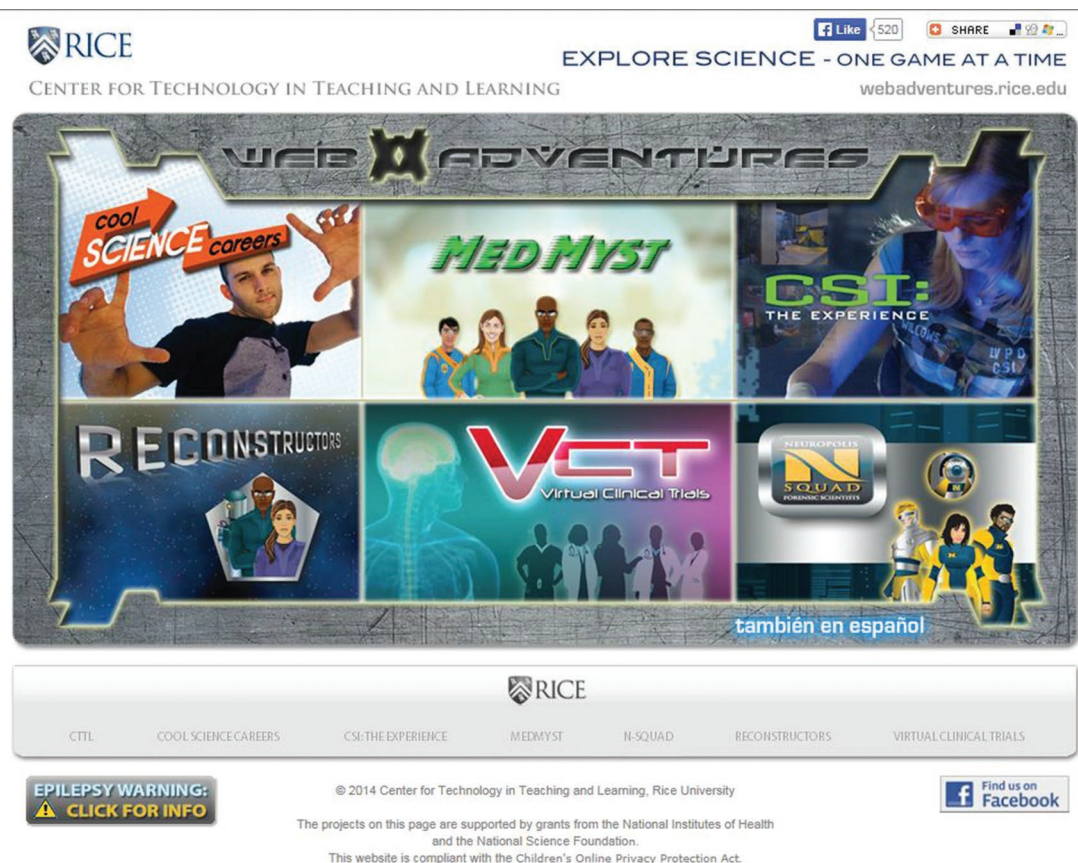 RICE
Like
520
SHARE
EXPLORE SCIENCE - ONE GAME AT A TIME
CENTER FOR TECHNOLOGY IN TEACHING AND LEARNING
webadventures.rice.edu
WEB ADVENTURES
cool
SCIENCE careers
MEDMYST
CSI:
THE EXPERIENCE
WILLOWS
LVPD
CSI
RECONSTRUCTORS
VCT
Virtual Clinical Trials
NEUROPOLIS
N
SQUAD
FORENSIC SCIENTISTS
también en español
RICE
CTTL COOL SCIENCE CAREERS CSI: THE EXPERIENCE MEDMYST N-SQUAD RECONSTRUCTORS VIRTUAL CLINICAL TRIALS
EPILEPSY WARNING:
CLICK FOR INFO
© 2014 Center for Technology in Teaching and Learning, Rice University
Find us on
Facebook
The projects on this page are supported by grants from the National Institutes of Health
and the National Science Foundation.
This website is compliant with the Children's Online Privacy Protection Act.